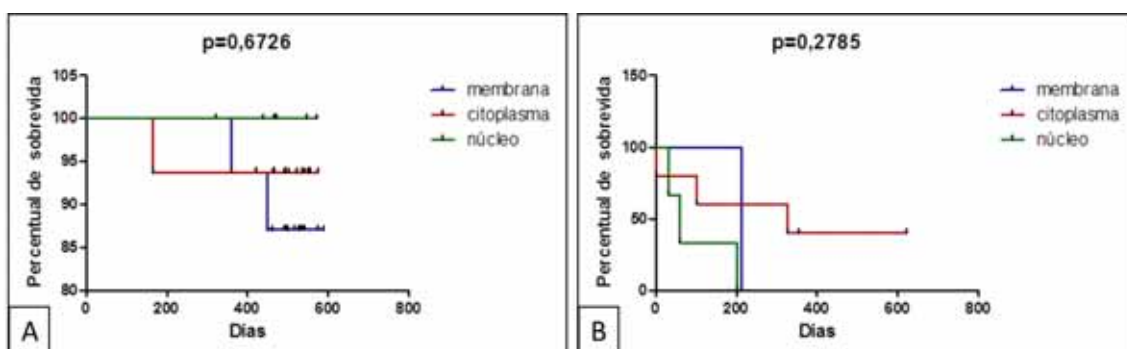 p=0,6726
Percentual de sobrevida
105
100
95
90
85
80
0
200
400
600
800
Dias
membrana
citoplasma
núcleo
A
p=0,2785
Percentual de sobrevida
150
100
50
0
0
200
400
600
800
Dias
membrana
citoplasma
núcleo
B